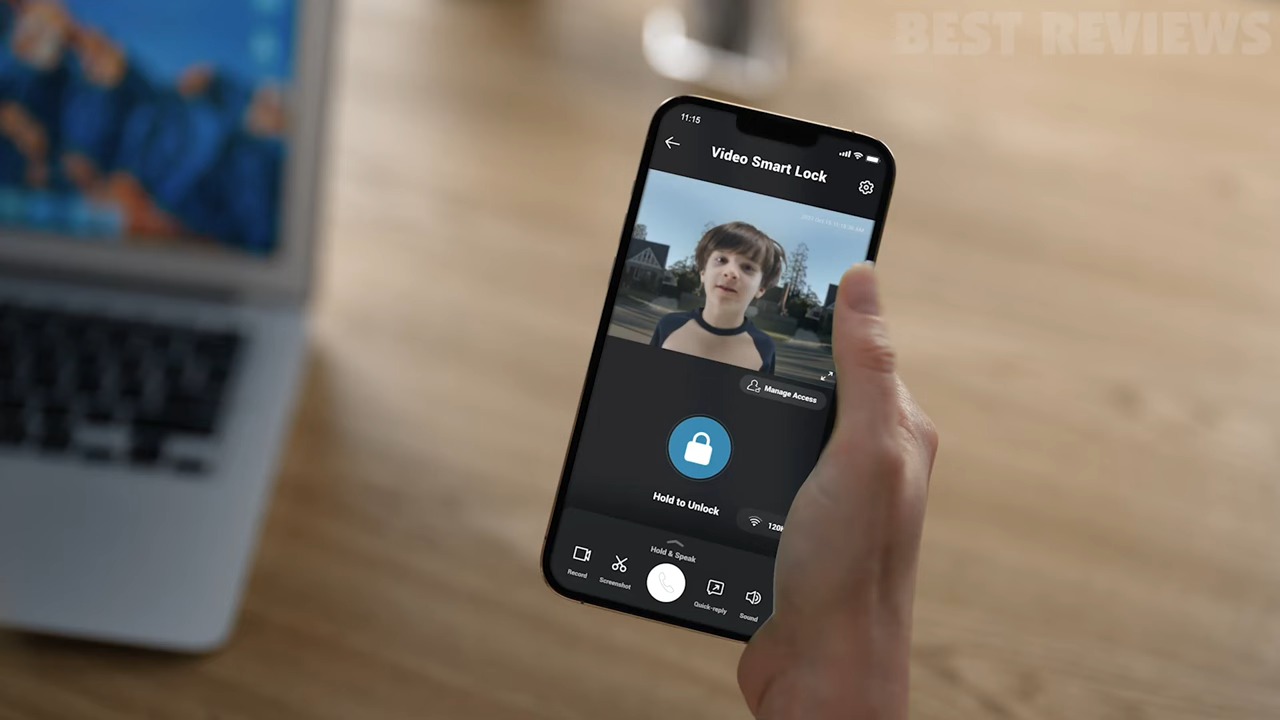 BEST REVIEWS
11:15
Video Smart Lock
Manage Access
Hold to Unlock
Hold & Speak
Record
Screenshot
Quick-reply
Sound